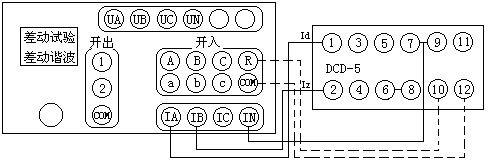 UA UB UC UN
差动试验
差动谐波
开出
开入
1
2
COM
A B C R
a b c COM
IA IB IC IN
Id
Iz
1 3 5 7 9 11
DCD-5
2 4 6 8 10 12